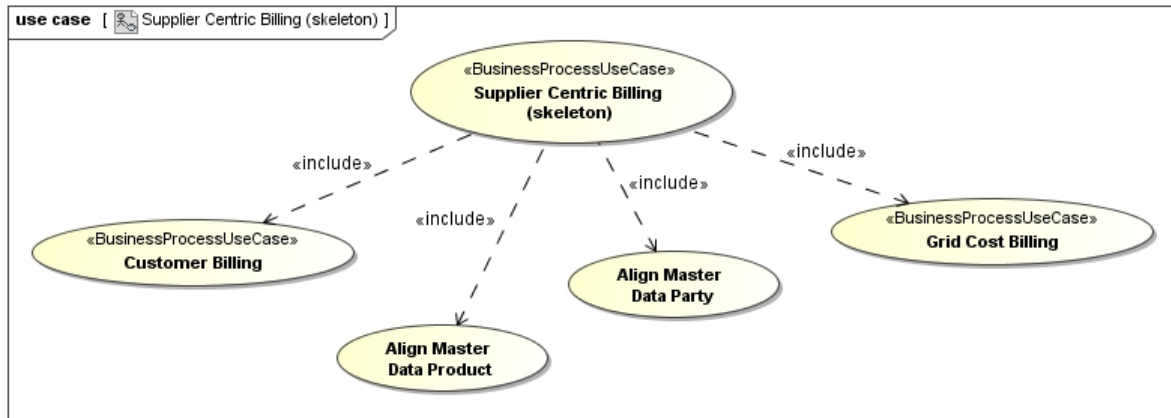 use case [ Supplier Centric Billing (skeleton) ]
«BusinessProcessUseCase»
Supplier Centric Billing
(skeleton)
«include»
«include»
«include»
«include»
«BusinessProcessUseCase»
Customer Billing
«BusinessProcessUseCase»
Grid Cost Billing
Align Master
Data Party
Align Master
Data Product